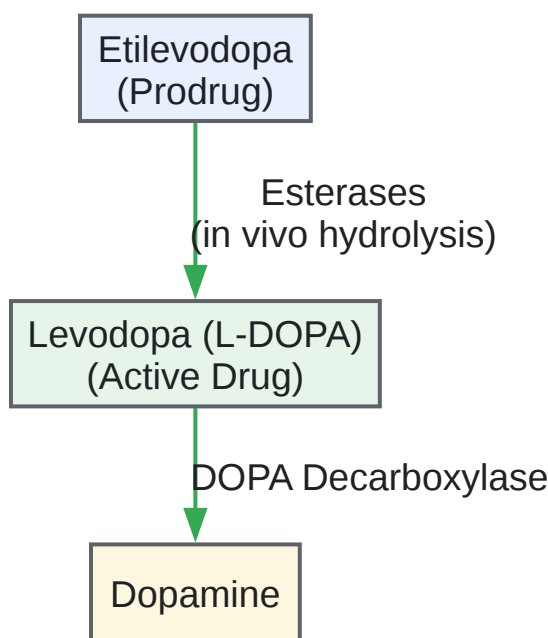 Etilevodopa
(Prodrug)
Esterases
(in vivo hydrolysis)
Levodopa (L-DOPA)
(Active Drug)
DOPA Decarboxylase
Dopamine